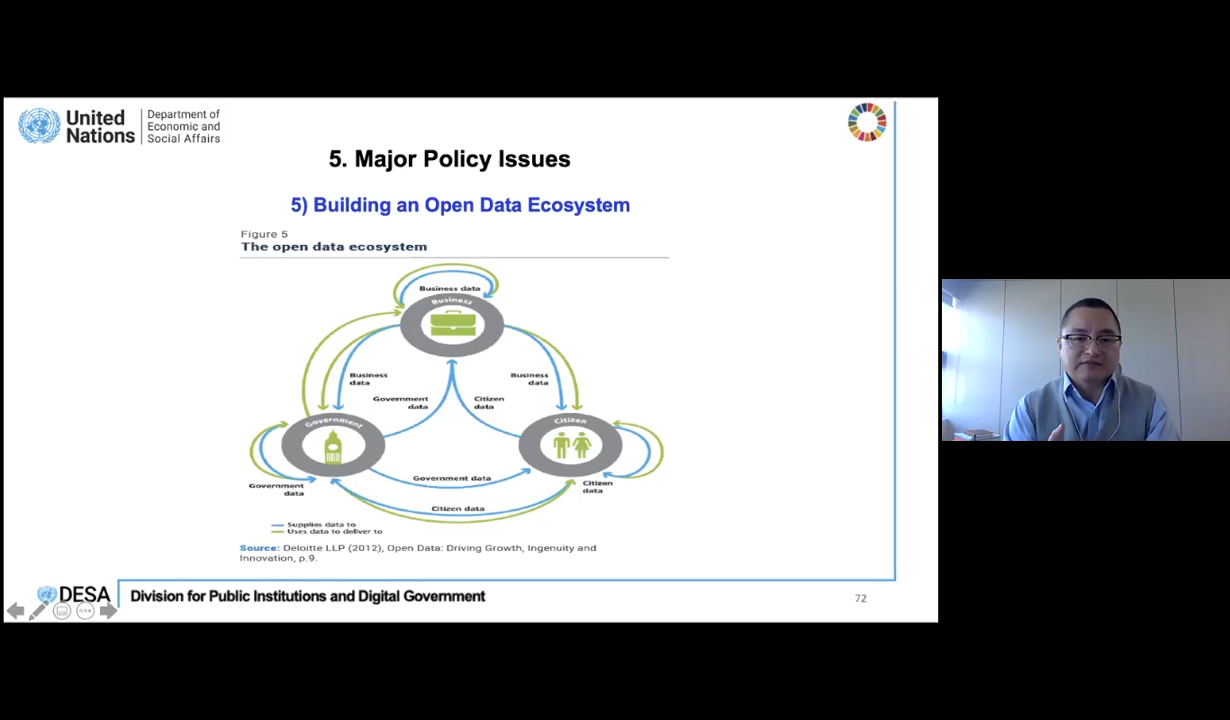 United
Nations
Department of
Economic and
Social Affairs
5. Major Policy Issues
5) Building an Open Data Ecosystem
Figure 5
The open data ecosystem
Business data
Business
Business
data
Business
data
Government
data
Citizen
data
Government
Citizen
Government data
Government
data
Citizen
data
Citizen data
Supplies data to
Uses data to deliver to
Source: Deloitte LLP (2012), Open Data: Driving Growth, Ingenuity and
Innovation, p.9.
DESA
Division for Public Institutions and Digital Government
72